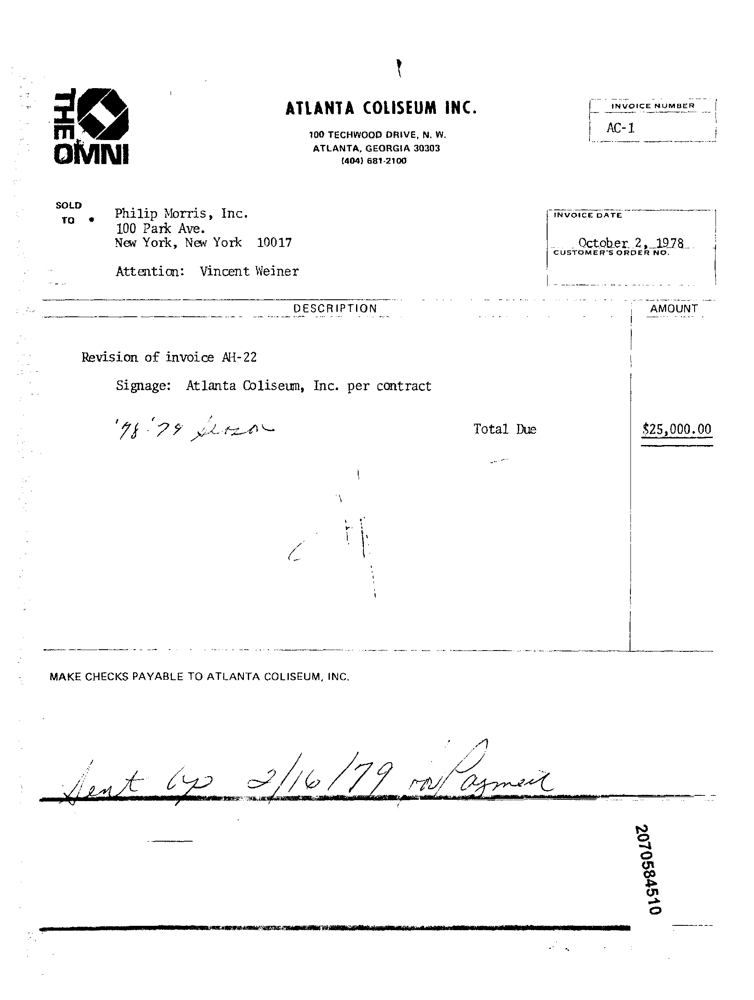 THE
OMNI
ATLANTA COLISEUM INC.
100 TECHWOOD DRIVE, N. W.
ATLANTA, GEORGIA 30303
(404) 681-2100
INVOICE NUMBER
AC-1
SOLD
TO •
Philip Morris, Inc.
100 Park Ave.
New York, New York 10017
Attention: Vincent Weiner
INVOICE DATE
October 2, 1978
CUSTOMER'S ORDER NO.
DESCRIPTION AMOUNT
Revision of invoice AH-22
Signage: Atlanta Coliseum, Inc. per contract
'78-'79 Season
Total Due $25,000.00
MAKE CHECKS PAYABLE TO ATLANTA COLISEUM, INC.
Sent Up 2/16/79 Payment
2070584510